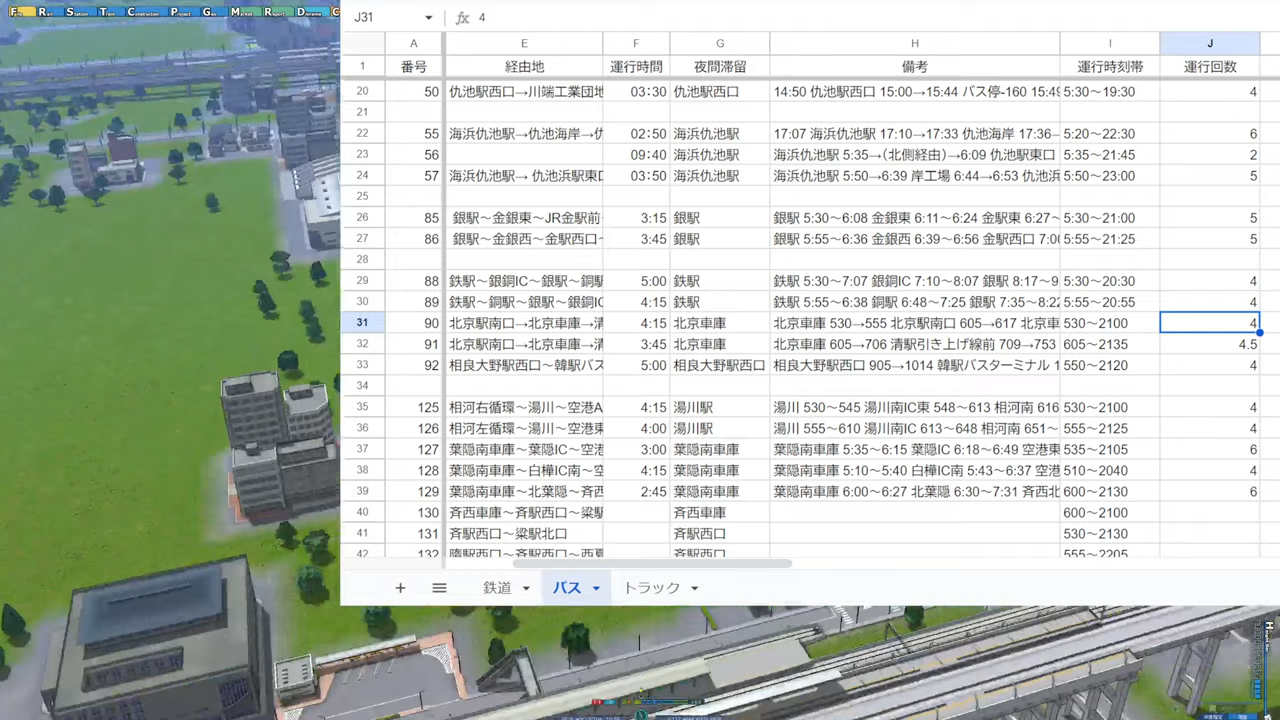 File Rail Station Train Construction Project Gas Market Report Diorama
J31 fx 4
A E F G H I J
1 番号 経由地 運行時間 夜間滞留 備考 運行時刻帯 運行回数
20 50 仇池駅西口→川端工業団地 03:30 仇池駅西口 14:50 仇池駅西口 15:00→15:44 バス停-160 15:49 5:30～19:30 4
21
22 55 海浜仇池駅→仇池海岸→仇 02:50 海浜仇池駅 17:07 海浜仇池駅 17:10→17:33 仇池海岸 17:36→ 5:20～22:30 6
23 56 09:40 海浜仇池駅 海浜仇池駅 5:35→(北側経由)→6:09 仇池駅東口 5:35～21:45 2
24 57 海浜仇池駅→ 仇池浜駅東口 03:50 海浜仇池駅 海浜仇池駅 5:50→6:39 岸工場 6:44→6:53 仇池浜 5:50～23:00 5
25
26 85 銀駅～金銀東～JR金駅前 3:15 銀駅 銀駅 5:30～6:08 金銀東 6:11～6:24 金駅東 6:27～ 5:30～21:00 5
27 86 銀駅～金銀西～金駅西口～ 3:45 銀駅 銀駅 5:55～6:36 金銀西 6:39～6:56 金駅西口 7:00 5:55～21:25 5
28
29 88 鉄駅～銀銅IC～銀駅～銅駅 5:00 鉄駅 鉄駅 5:30～7:07 銀銅IC 7:10～8:07 銀駅 8:17～9 5:30～20:30 4
30 89 鉄駅～銅駅～銀駅～銀銅IC 4:15 鉄駅 鉄駅 5:55～6:38 銅駅 6:48～7:25 銀駅 7:35～8:22 5:55～20:55 4
31 90 北京駅南口→北京車庫→清 4:15 北京車庫 北京車庫 530→555 北京駅南口 605→617 北京車 530～2100 4
32 91 北京駅南口→北京車庫→清 3:45 北京車庫 北京車庫 605→706 清駅引き上げ線前 709→753 605～2135 4.5
33 92 相良大野駅西口～韓駅バス 5:00 相良大野駅西口 相良大野駅西口 905→1014 韓駅バスターミナル 1 550～2120 4
34
35 125 相河右循環～湯川～空港A 4:15 湯川駅 湯川 530～545 湯川南IC東 548～613 相河南 616 530～2100 4
36 126 相河左循環～湯川～空港東 4:00 湯川駅 湯川 555～610 湯川南IC 613～648 相河南 651～ 555～2125 4
37 127 葉隠南車庫～葉隠IC～空港 3:00 葉隠南車庫 葉隠南車庫 5:35～6:15 葉隠IC 6:18～6:49 空港東 535～2105 6
38 128 葉隠南車庫～白樺IC南～空 4:15 葉隠南車庫 葉隠南車庫 5:10～5:40 白樺IC南 5:43～6:37 空港 510～2040 4
39 129 葉隠南車庫～北葉隠～斉西 2:45 葉隠南車庫 葉隠南車庫 6:00～6:27 北葉隠 6:30～7:31 斉西北 600～2130 6
40 130 斉西車庫～斉駅西口～梁駅 斉西車庫 600～2100
41 131 斉駅西口～梁駅北口 斉駅西口 530～2130
42 132 隋駅西口～斉駅西口～西夏 斉駅西口 555～2205
+ ≡ 鉄道 バス トラック